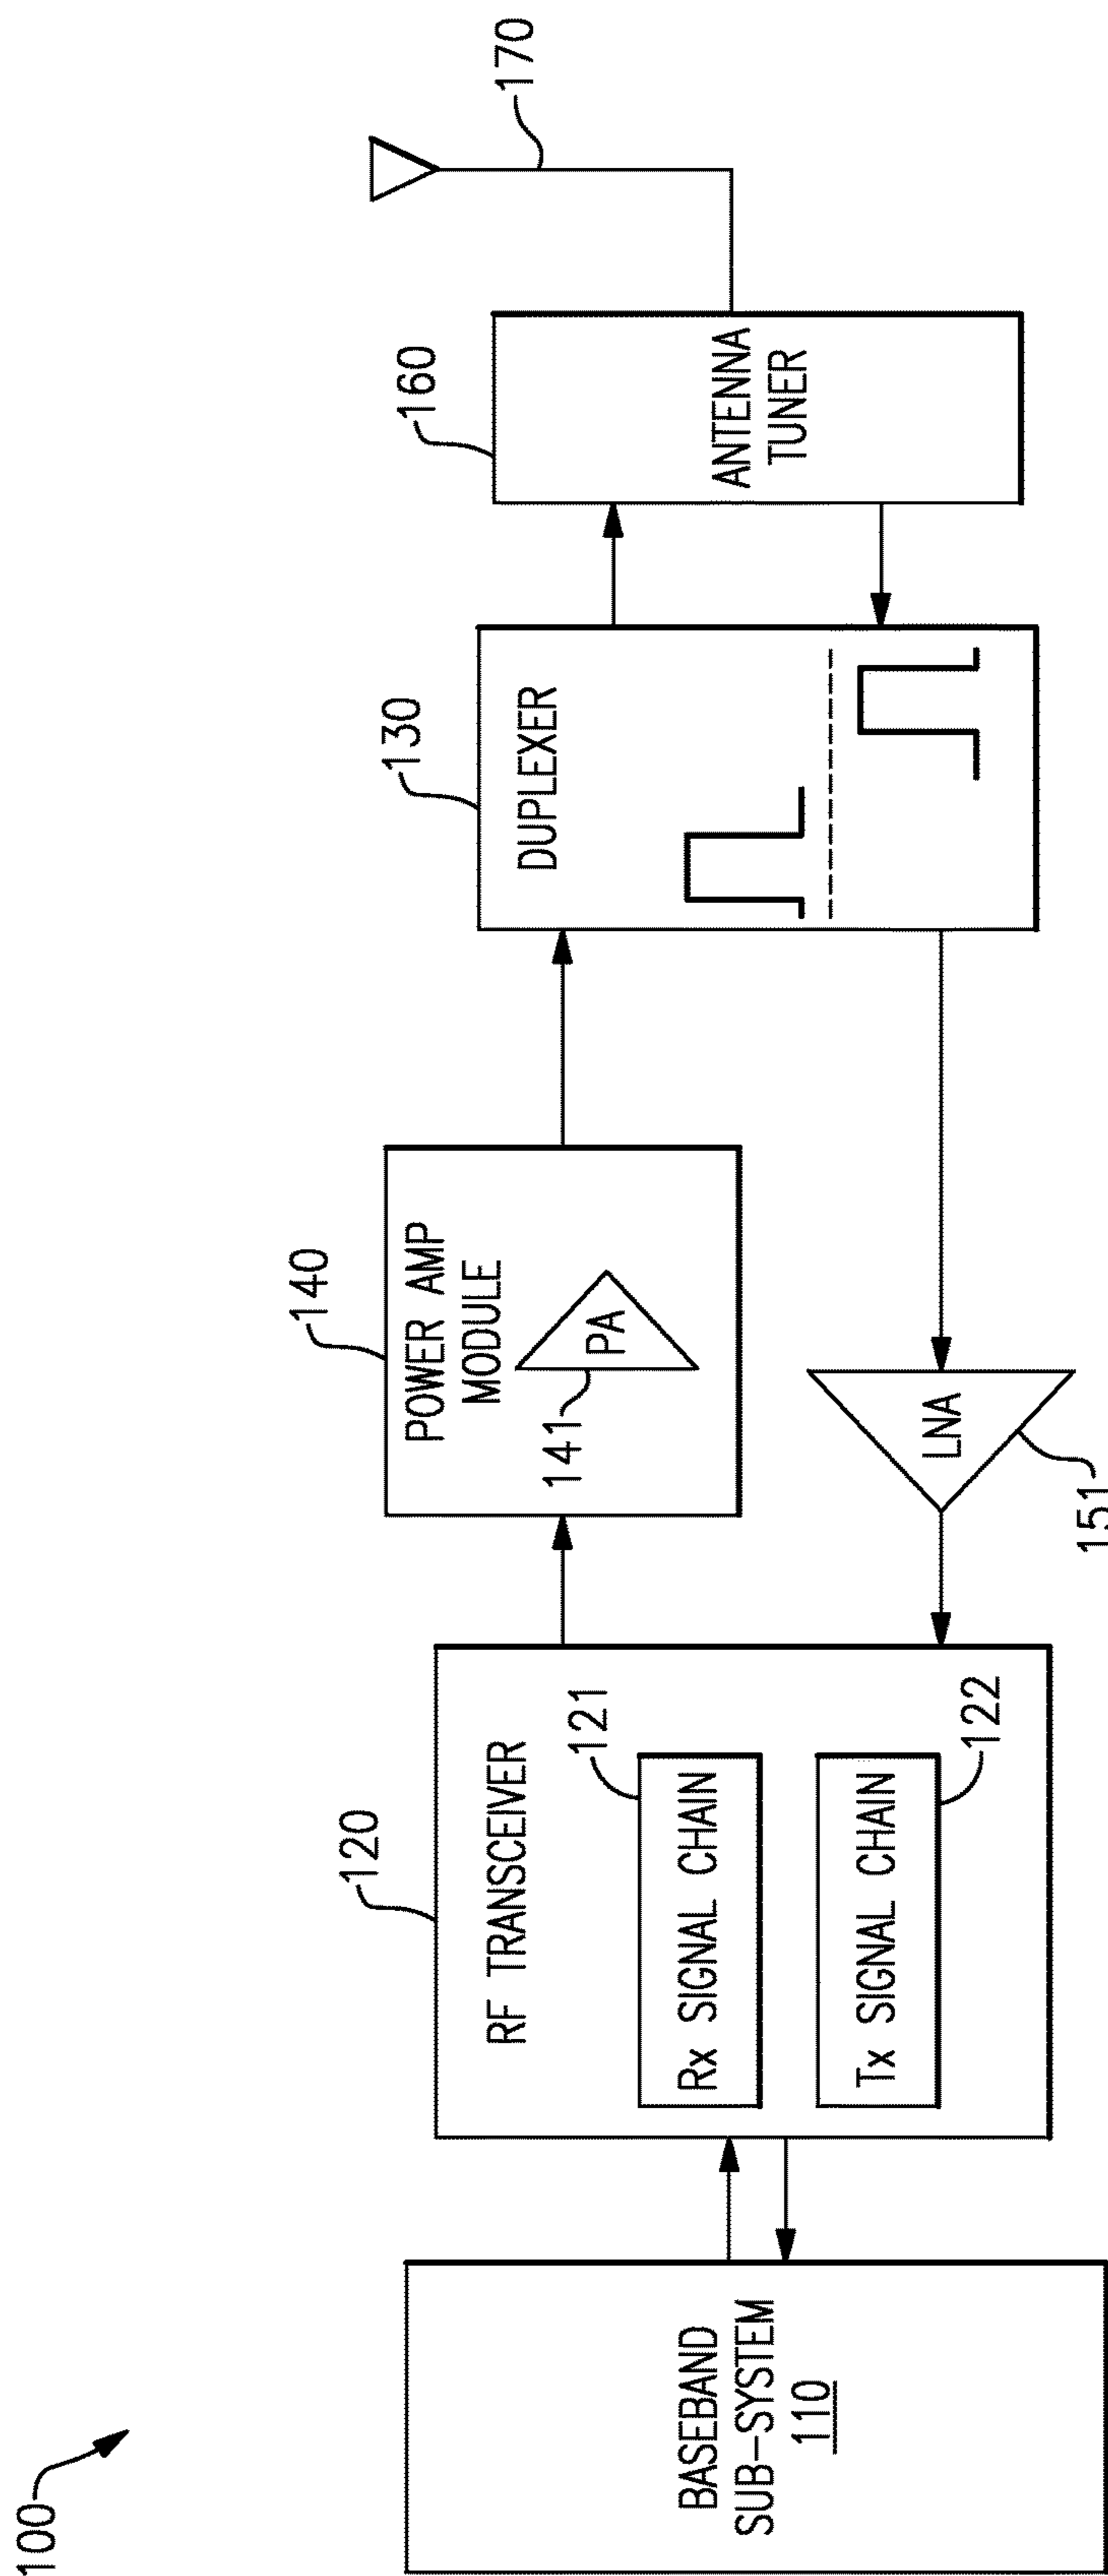 100
BASEBAND
SUB-SYSTEM
110
120
RF TRANSCEIVER
121
Rx SIGNAL CHAIN
Tx SIGNAL CHAIN
122
140
POWER AMP
MODULE
PA
141
LNA
151
130
DUPLEXER
160
ANTENNA
TUNER
170